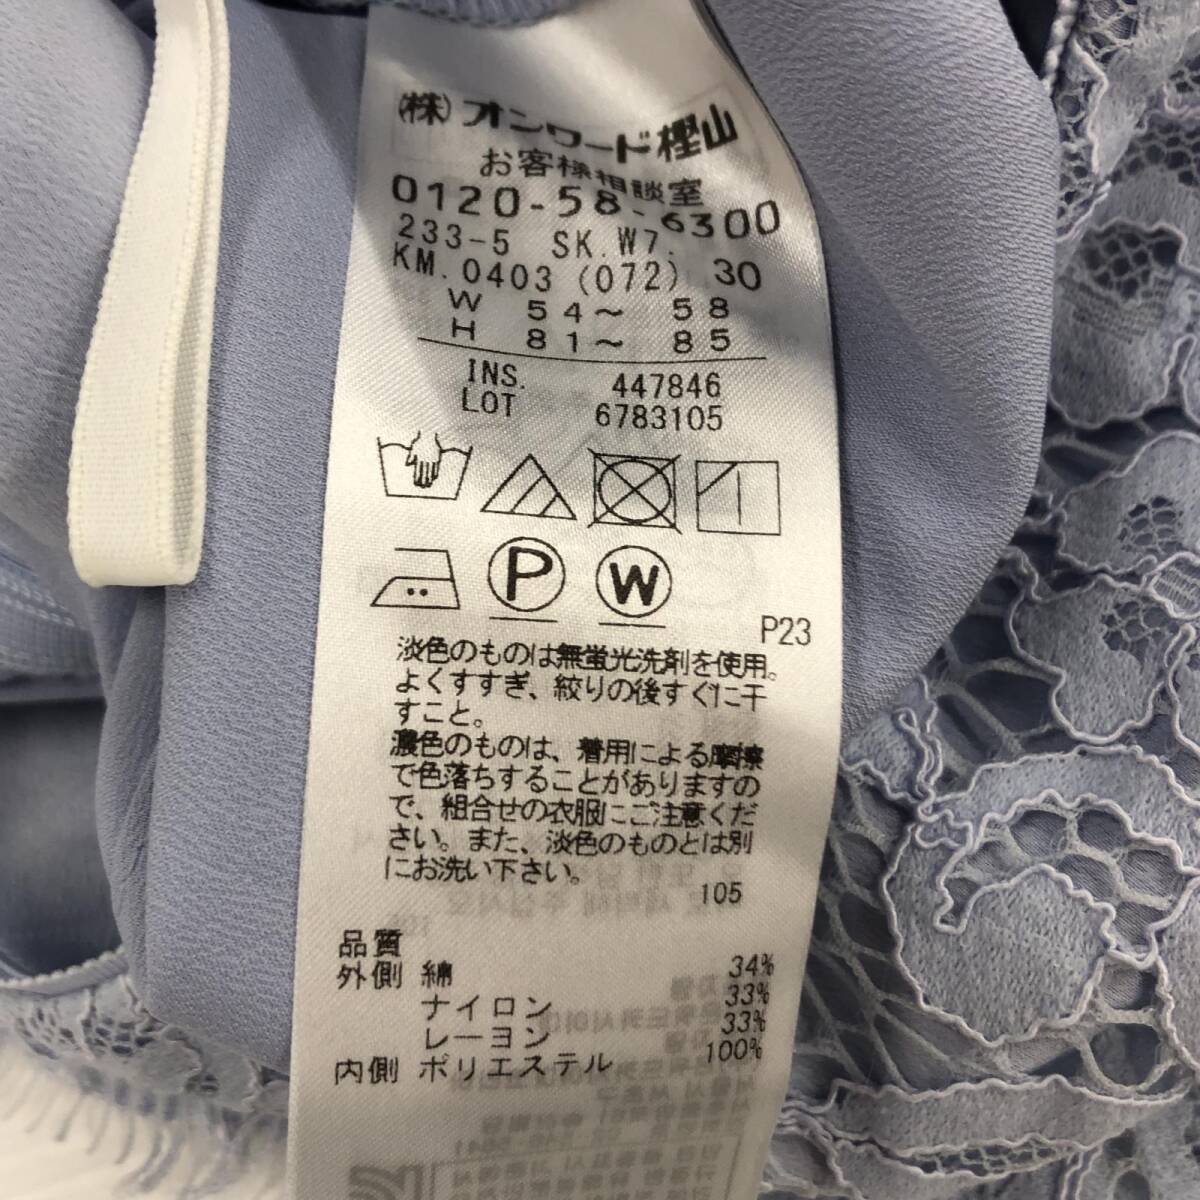 (株)オンワード樫山
お客様相談室
0120-58-6300
233-5 SK.W7.
KM.0403 (072) 30
W 54〜 58
H 81〜 85
INS. 447846
LOT 6783105
P
W
P23
淡色のものは無蛍光洗剤を使用。
よくすすぎ、絞りの後すぐに干
すこと。
濃色のものは、着用による摩擦
で色落ちすることがありますの
で、組合せの衣服にご注意くだ
さい。また、淡色のものとは別
にお洗い下さい。
105
品質
外側 綿 34%
ナイロン 33%
レーヨン 33%
内側 ポリエステル 100%